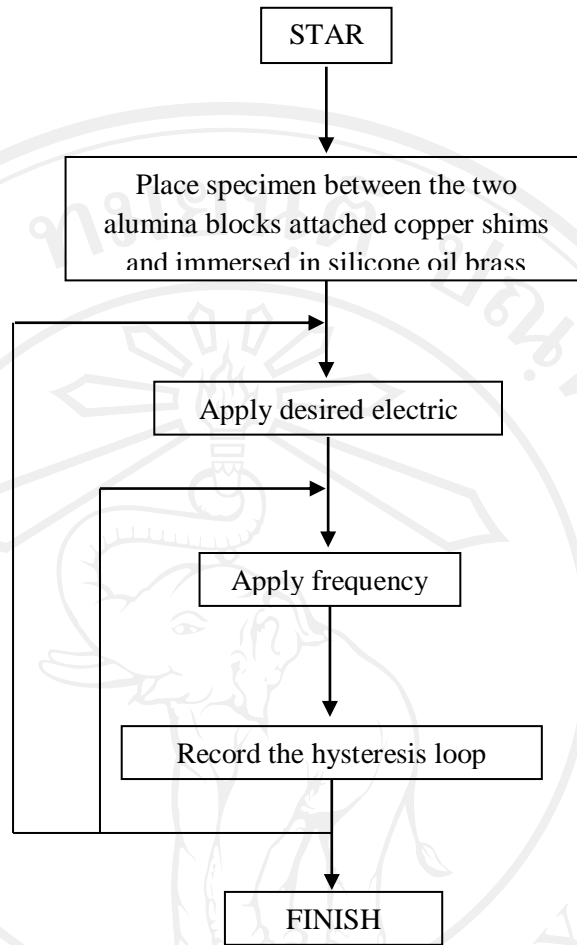 STAR
Place specimen between the two
alumina blocks attached copper shims
and immersed in silicone oil brass
Apply desired electric
Apply frequency
Record the hysteresis loop
FINISH